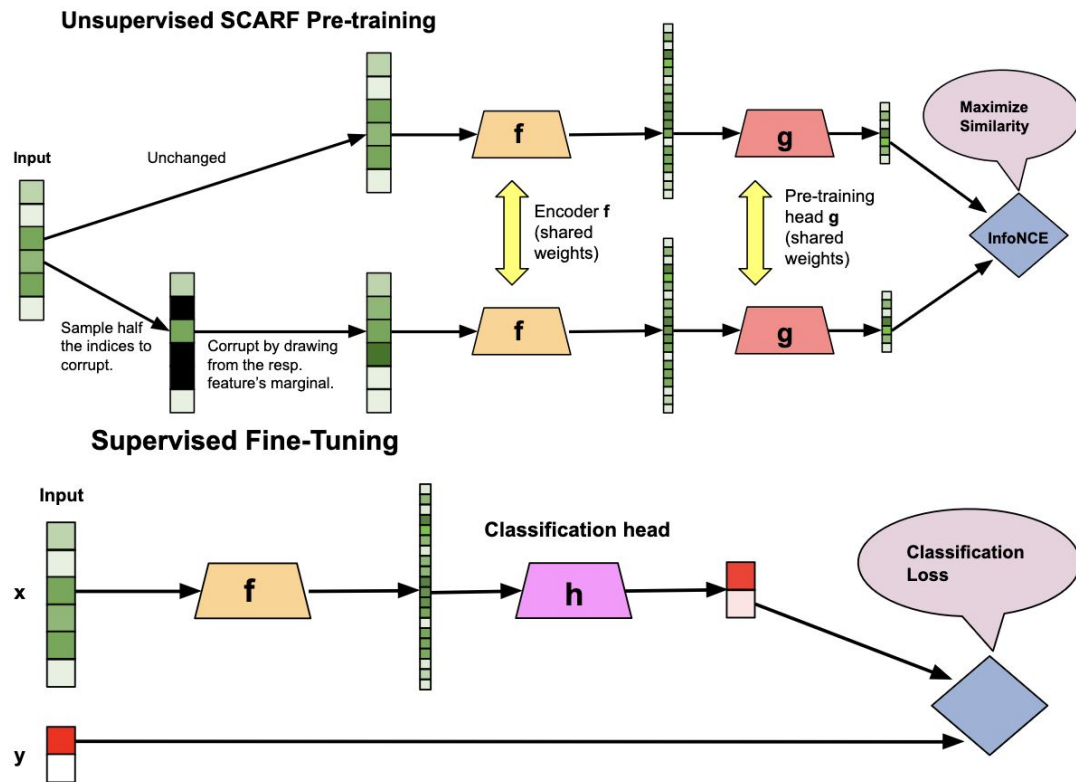 Unsupervised SCARF Pre-training
Input
Unchanged
f
g
Maximize
Similarity
Encoder f
(shared
weights)
Pre-training
head g
(shared
weights)
InfoNCE
Sample half
the indices to
corrupt.
Corrupt by drawing
from the resp.
feature's marginal.
f
g
Supervised Fine-Tuning
Input
Classification head
Classification
Loss
x
f
h
y